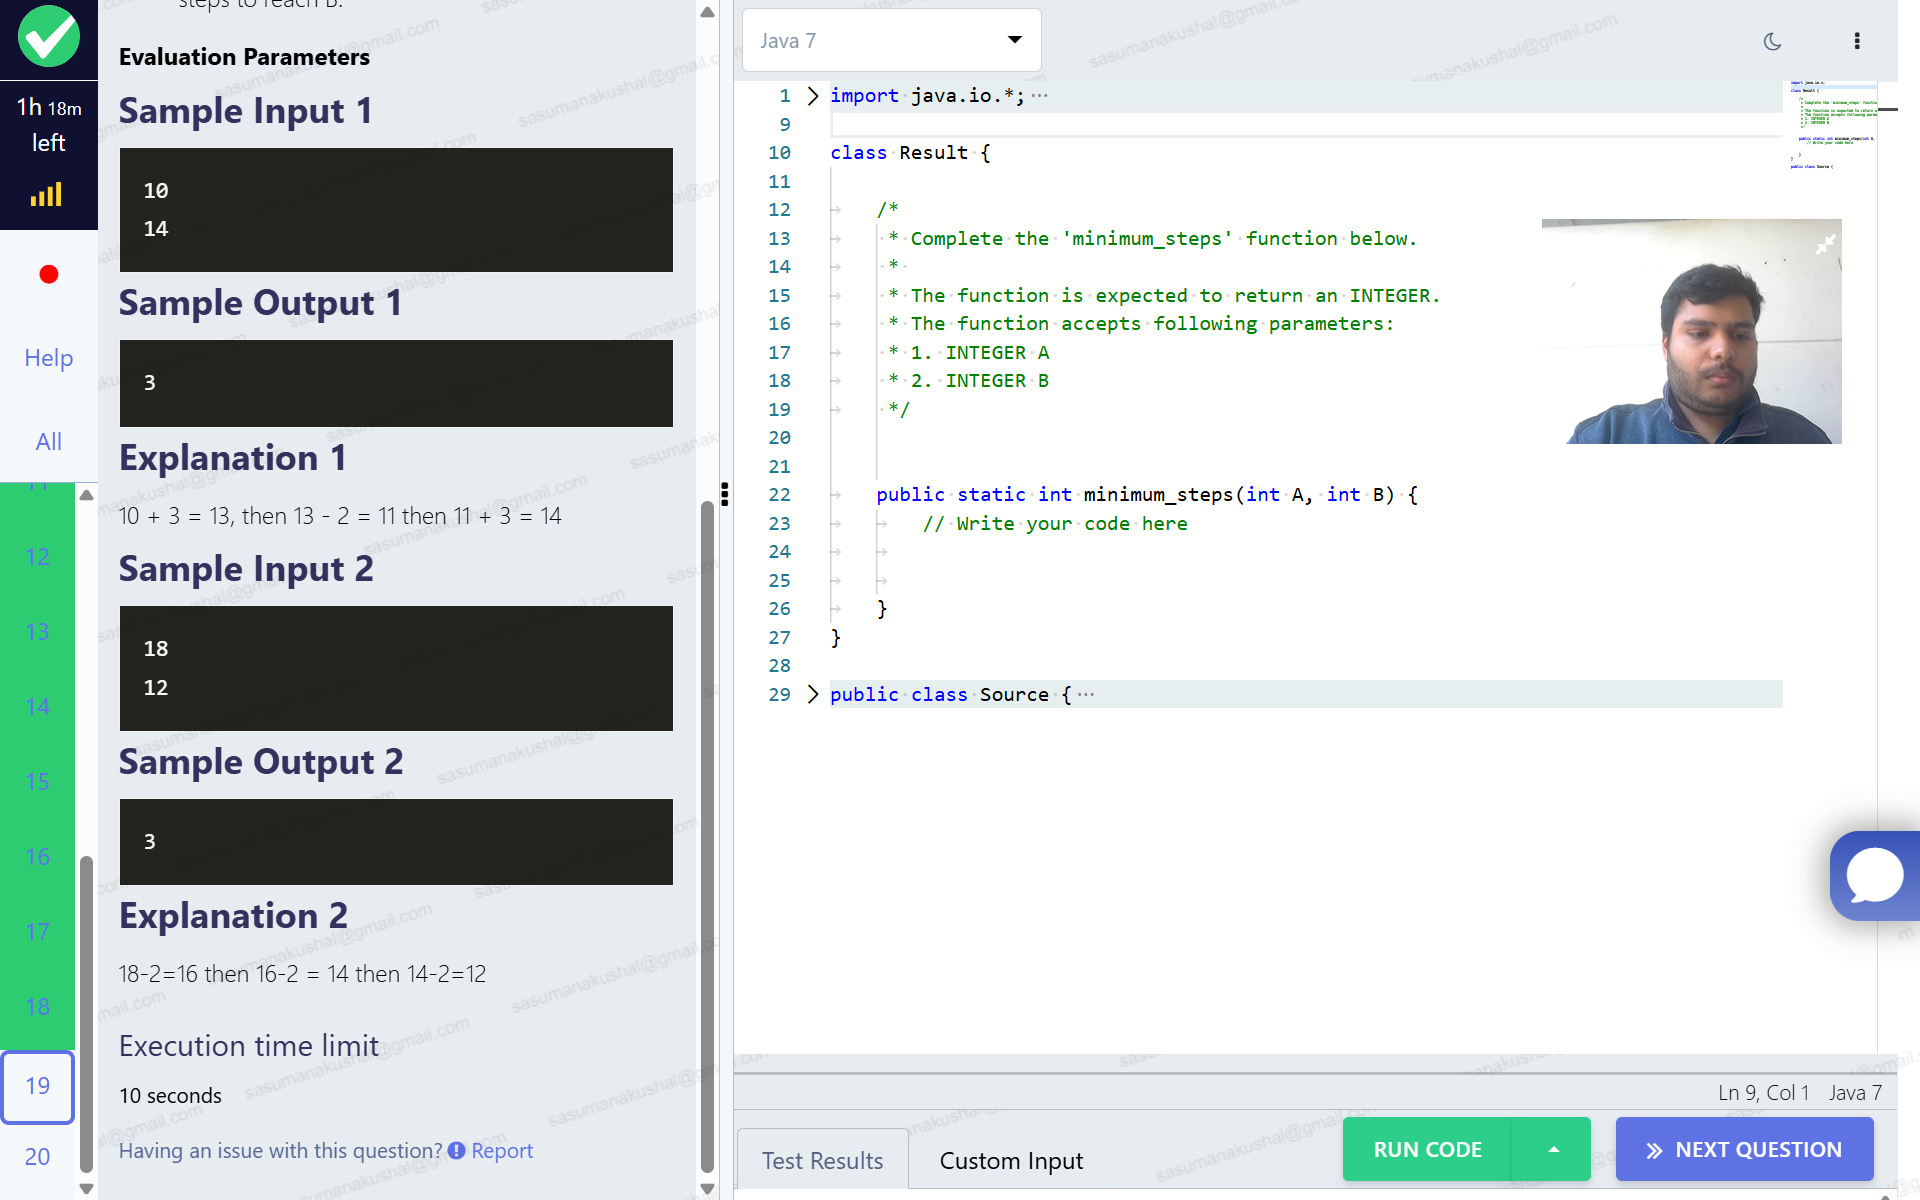 steps to reach B.
1h 18m
left
Help
All
11
12
13
14
15
16
17
18
19
20
Evaluation Parameters
Sample Input 1
10
14
Sample Output 1
3
Explanation 1
10 + 3 = 13, then 13 - 2 = 11 then 11 + 3 = 14
Sample Input 2
18
12
Sample Output 2
3
Explanation 2
18-2=16 then 16-2 = 14 then 14-2=12
Execution time limit
10 seconds
Having an issue with this question? Report
Java 7
1 import java.io.*; ···
9
10 class Result {
11
12 /*
13 * Complete the 'minimum_steps' function below.
14 *
15 * The function is expected to return an INTEGER.
16 * The function accepts following parameters:
17 * 1. INTEGER A
18 * 2. INTEGER B
19 */
20
21
22 public static int minimum_steps(int A, int B) {
23 // Write your code here
24
25
26 }
27 }
28
29 public class Source { ···
Ln 9, Col 1 Java 7
Test Results
Custom Input
RUN CODE
NEXT QUESTION
sasumanakushal@gmail.com